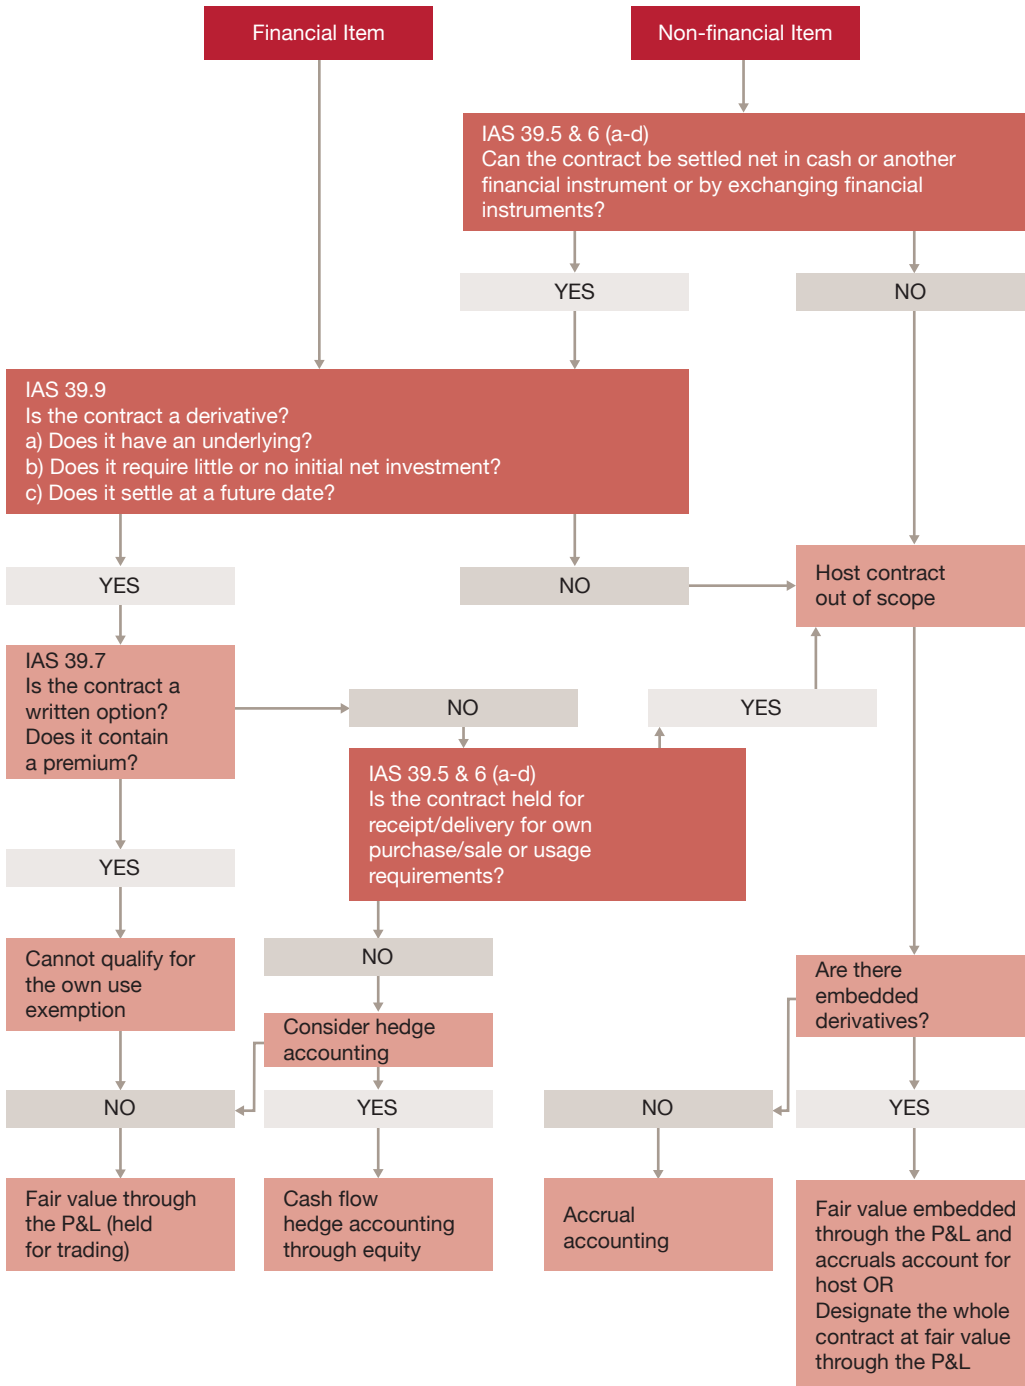 Financial Item
Non-financial Item
IAS 39.5 & 6 (a-d)
Can the contract be settled net in cash or another
financial instrument or by exchanging financial
instruments?
YES
NO
IAS 39.9
Is the contract a derivative?
a) Does it have an underlying?
b) Does it require little or no initial net investment?
c) Does it settle at a future date?
YES
NO
Host contract
out of scope
IAS 39.7
Is the contract a
written option?
Does it contain
a premium?
NO
YES
IAS 39.5 & 6 (a-d)
Is the contract held for
receipt/delivery for own
purchase/sale or usage
requirements?
YES
Cannot qualify for
the own use
exemption
NO
Consider hedge
accounting
Are there
embedded
derivatives?
NO
YES
NO
YES
Fair value through
the P&L (held
for trading)
Cash flow
hedge accounting
through equity
Accrual
accounting
Fair value embedded
through the P&L and
accruals account for
host OR
Designate the whole
contract at fair value
through the P&L